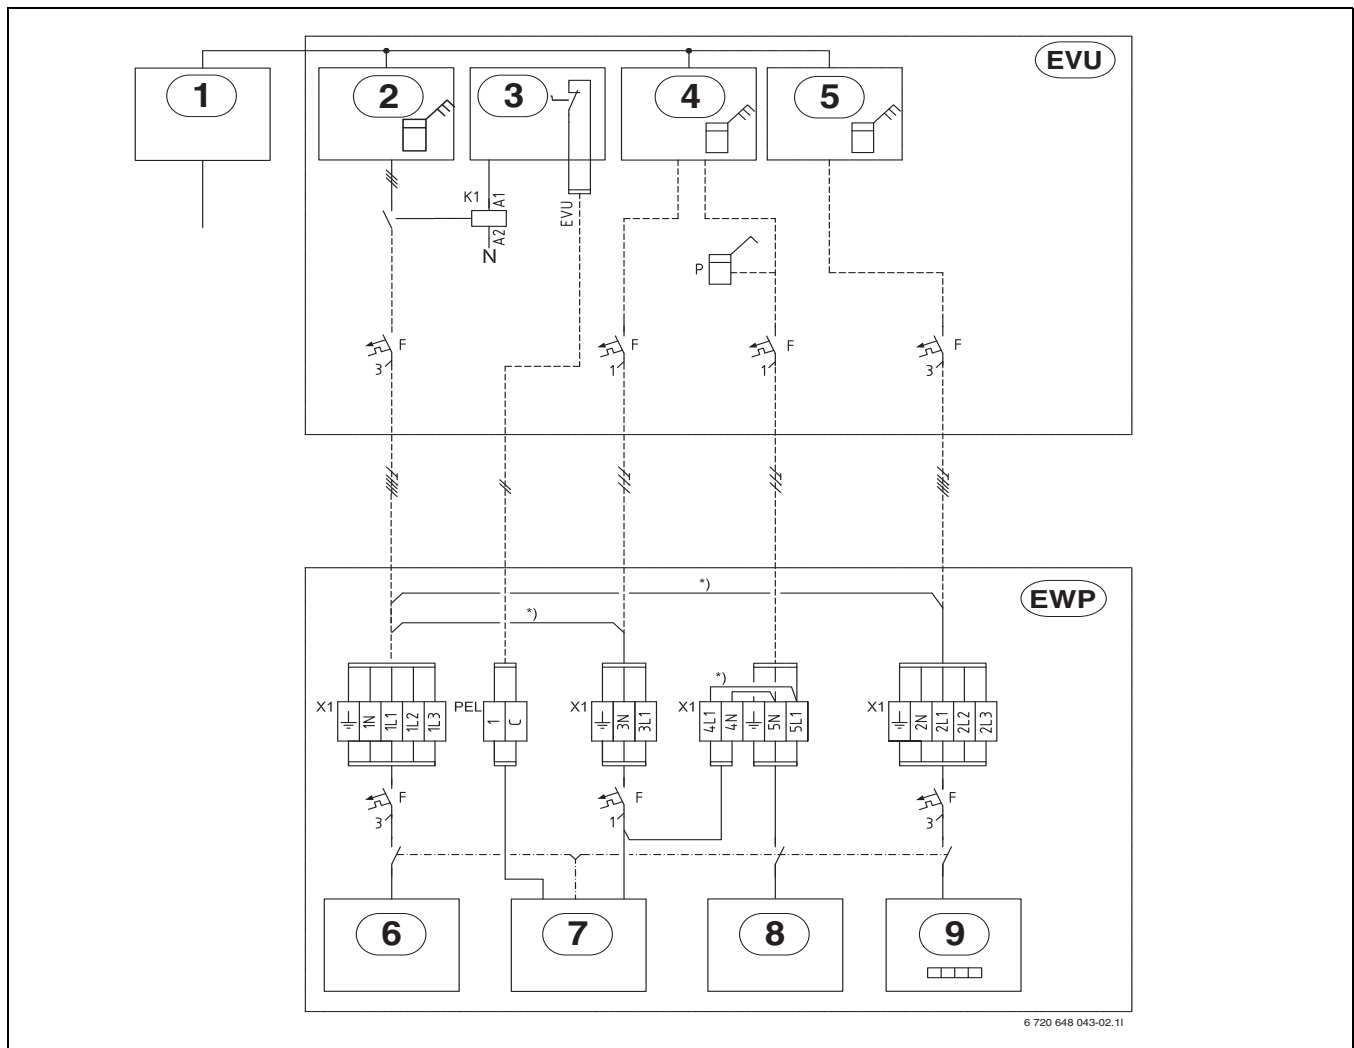 EVU
1
2
3
4
5
K1
A1
A2
N
EVU
P
F
3
F
1
F
1
F
3
EWP
*)
*)
*)
X1
1N
1L1
1L2
1L3
PEL
1
C
X1
3N
3L1
X1
4L1
4N
5N
5L1
X1
2N
2L1
2L2
2L3
F
3
F
1
F
3
6
7
8
9
6 720 648 043-02.1I